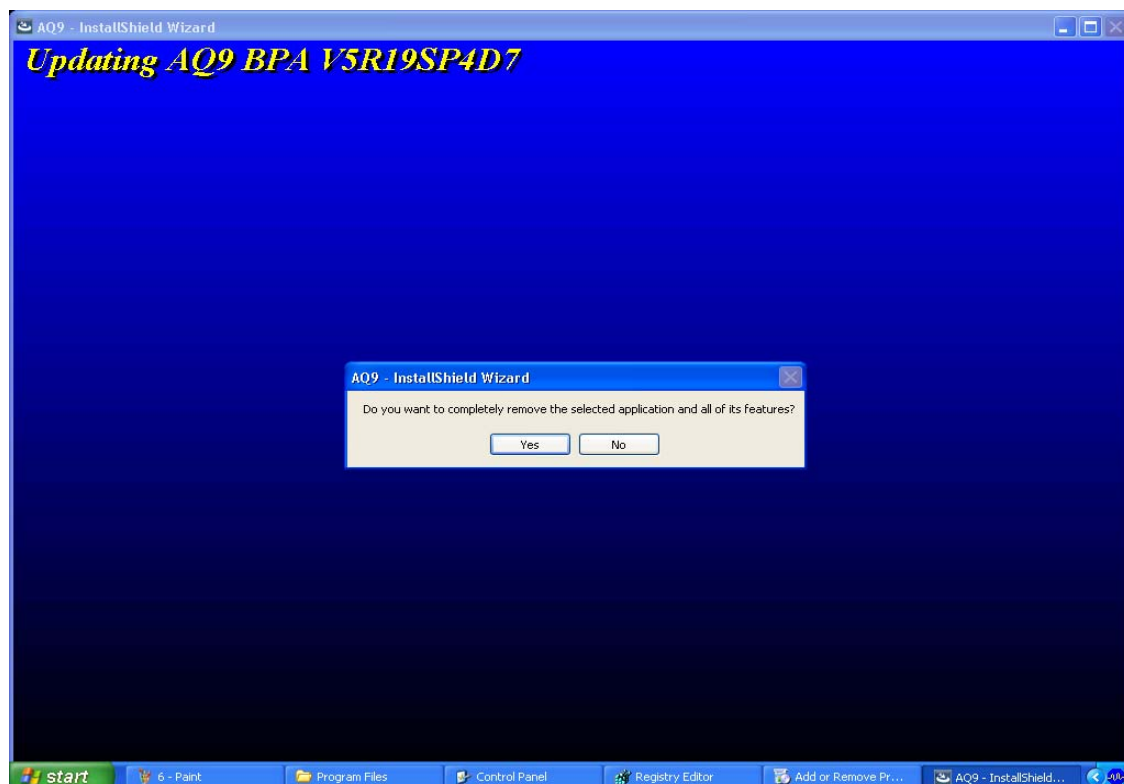 AQ9 - InstallShield Wizard
Updating AQ9 BPA V5R19SP4D7
AQ9 - InstallShield Wizard
Do you want to completely remove the selected application and all of its features?
Yes No
start 6 - Paint Program Files Control Panel Registry Editor Add or Remove Pr... AQ9 - InstallShield...